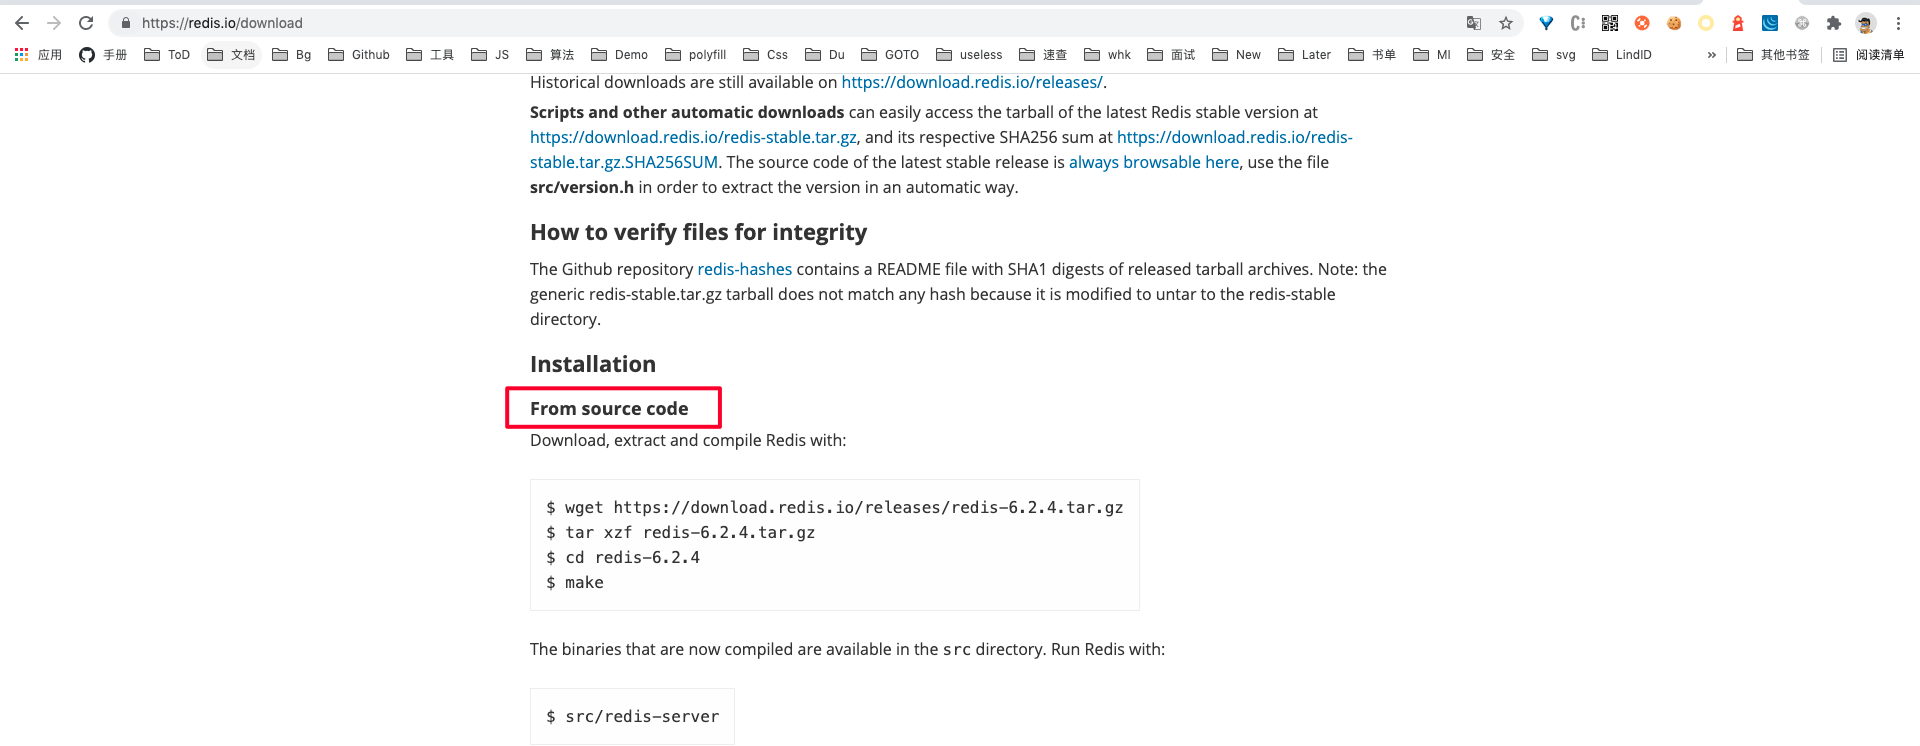 https://redis.io/download
应用 手册 ToD 文档 Bg Github 工具 JS 算法 Demo polyfill Css Du GOTO useless 速查 whk 面试 New Later 书单 MI 安全 svg LindID » 其他书签 阅读清单
Historical downloads are still available on https://download.redis.io/releases/.
Scripts and other automatic downloads can easily access the tarball of the latest Redis stable version at
https://download.redis.io/redis-stable.tar.gz, and its respective SHA256 sum at https://download.redis.io/redis-
stable.tar.gz.SHA256SUM. The source code of the latest stable release is always browsable here, use the file
src/version.h in order to extract the version in an automatic way.
How to verify files for integrity
The Github repository redis-hashes contains a README file with SHA1 digests of released tarball archives. Note: the
generic redis-stable.tar.gz tarball does not match any hash because it is modified to untar to the redis-stable
directory.
Installation
From source code
Download, extract and compile Redis with:
$ wget https://download.redis.io/releases/redis-6.2.4.tar.gz
$ tar xzf redis-6.2.4.tar.gz
$ cd redis-6.2.4
$ make
The binaries that are now compiled are available in the src directory. Run Redis with:
$ src/redis-server